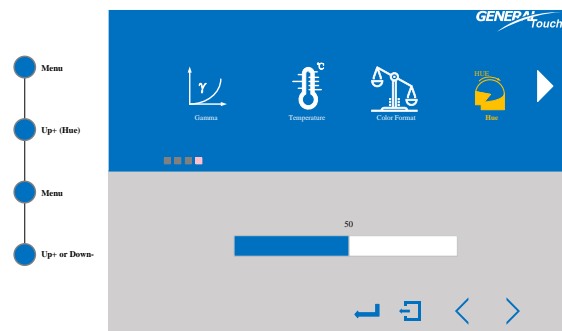 GENERAL
Touch
Menu
Up+ (Hue)
Menu
Up+ or Down-
γ
Gamma
°C
Temperature
Color Format
HUE
Hue
50